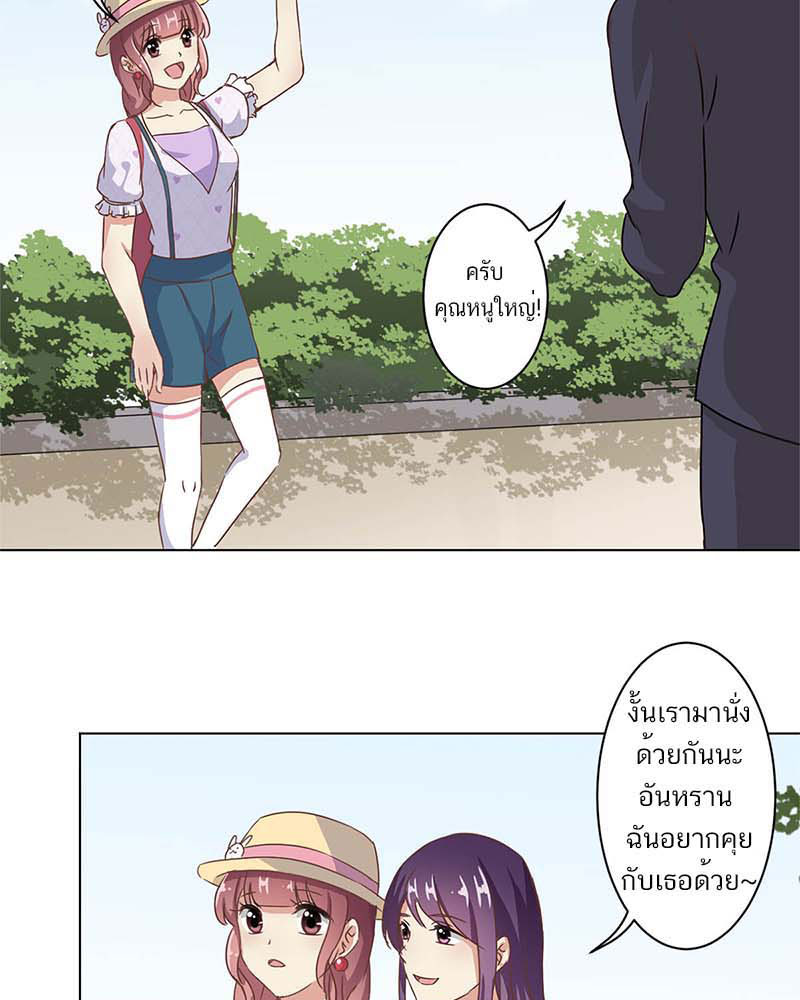 ครับ
คุณหนูใหญ่!
งั้นเรามานั่ง
ด้วยกันนะ
อันหราน
ฉันอยากคุย
กับเธอด้วย~